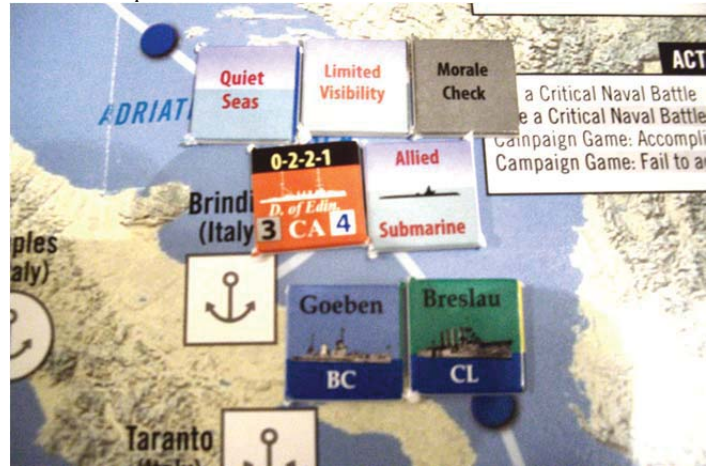 Quiet
Seas
Limited
Visibility
Morale
Check
ACT
a Critical Naval Battle
e a Critical Naval Battle
Campaign Game: Accompli
Campaign Game: Fail to a
ADRIATI
0-2-2-1
D. of Edin.
3 CA 4
Allied
Submarine
Brindi
(Italy
ples
aly)
Goeben
BC
Breslau
CL
Taranto
(Italy)